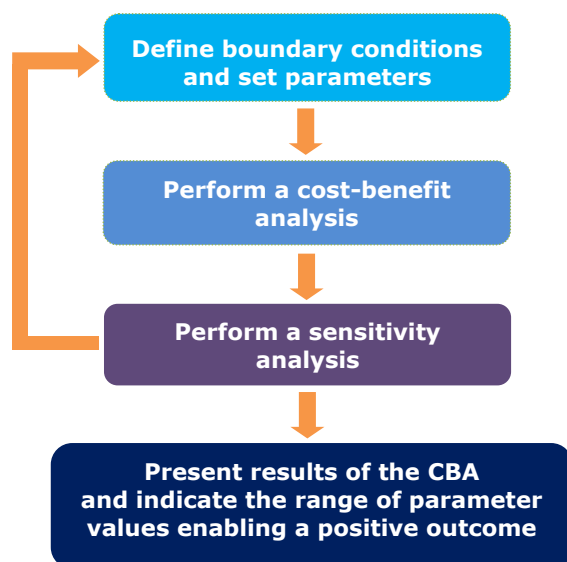 Define boundary conditions
and set parameters
Perform a cost-benefit
analysis
Perform a sensitivity
analysis
Present results of the CBA
and indicate the range of parameter
values enabling a positive outcome